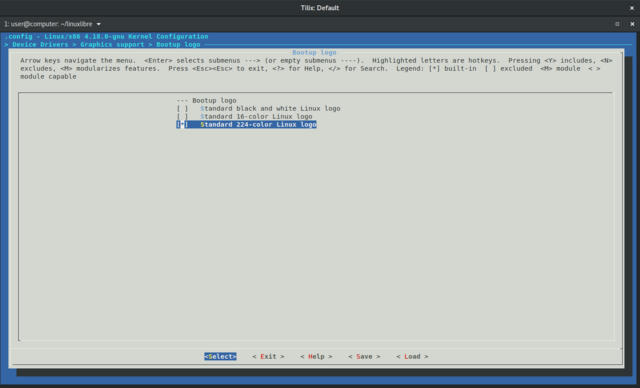 Tilix: Default
1: user@computer: ~/linuxlibre
.config - Linux/x86 4.18.0-gnu Kernel Configuration
> Device Drivers > Graphics support > Bootup logo
Bootup logo
Arrow keys navigate the menu. <Enter> selects submenus ---> (or empty submenus ----). Highlighted letters are hotkeys. Pressing <Y> includes, <N>
excludes, <M> modularizes features. Press <Esc><Esc> to exit, <?> for Help, </> for Search. Legend: [*] built-in [ ] excluded <M> module < >
module capable
--- Bootup logo
[ ] Standard black and white Linux logo
[ ] Standard 16-color Linux logo
[*] Standard 224-color Linux logo
<Select> < Exit > < Help > < Save > < Load >